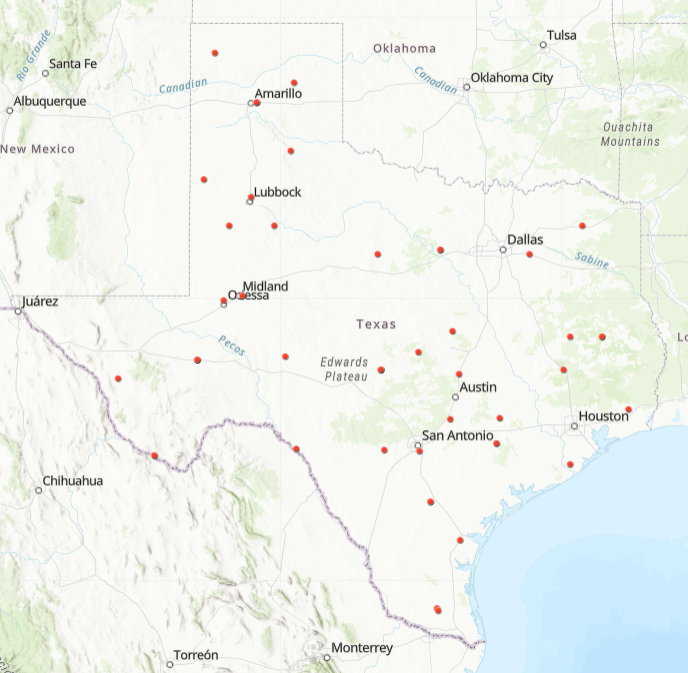 Rio Grande
Santa Fe
Albuquerque
New Mexico
Canadian
Amarillo
Oklahoma
Tulsa
Canadian
Oklahoma City
Ouachita
Mountains
Lubbock
Dallas
Sabine
Midland
Odessa
Juárez
Pecos
Texas
Edwards
Plateau
Austin
Houston
San Antonio
Chihuahua
Torreón
Monterrey